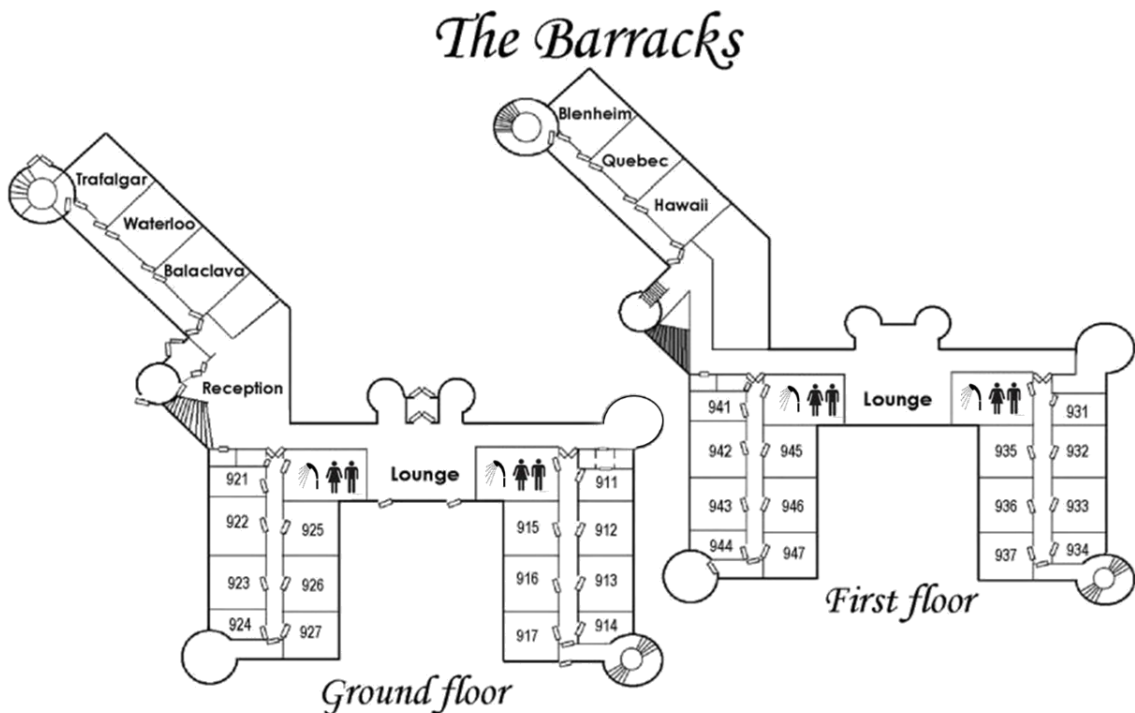 The Barracks
Trafalgar
Waterloo
Balaclava
Reception
Lounge
921
922
923
924
925
926
927
911
912
913
914
915
916
917
Ground floor
Blenheim
Quebec
Hawaii
Lounge
941
942
943
944
945
946
947
931
932
933
934
935
936
937
First floor